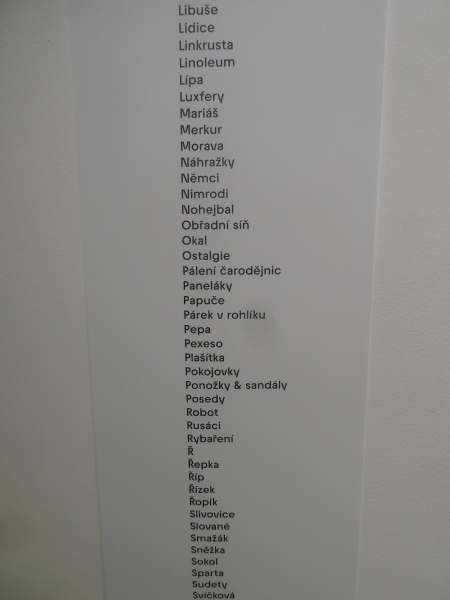 Libuše
Lidice
Linkrusta
Linoleum
Lípa
Luxfery
Mariáš
Merkur
Morava
Náhražky
Němci
Nimrodi
Nohejbal
Obřadní síň
Okal
Ostalgie
Pálení čarodějnic
Paneláky
Papuče
Párek v rohlíku
Pepa
Pexeso
Plašítka
Pokojovky
Ponožky & sandály
Posedy
Robot
Rusáci
Rybaření
Ř
Řepka
Říp
Řízek
Řopík
Slivovice
Slované
Smažák
Sněžka
Sokol
Sparta
Sudety
Svíčková